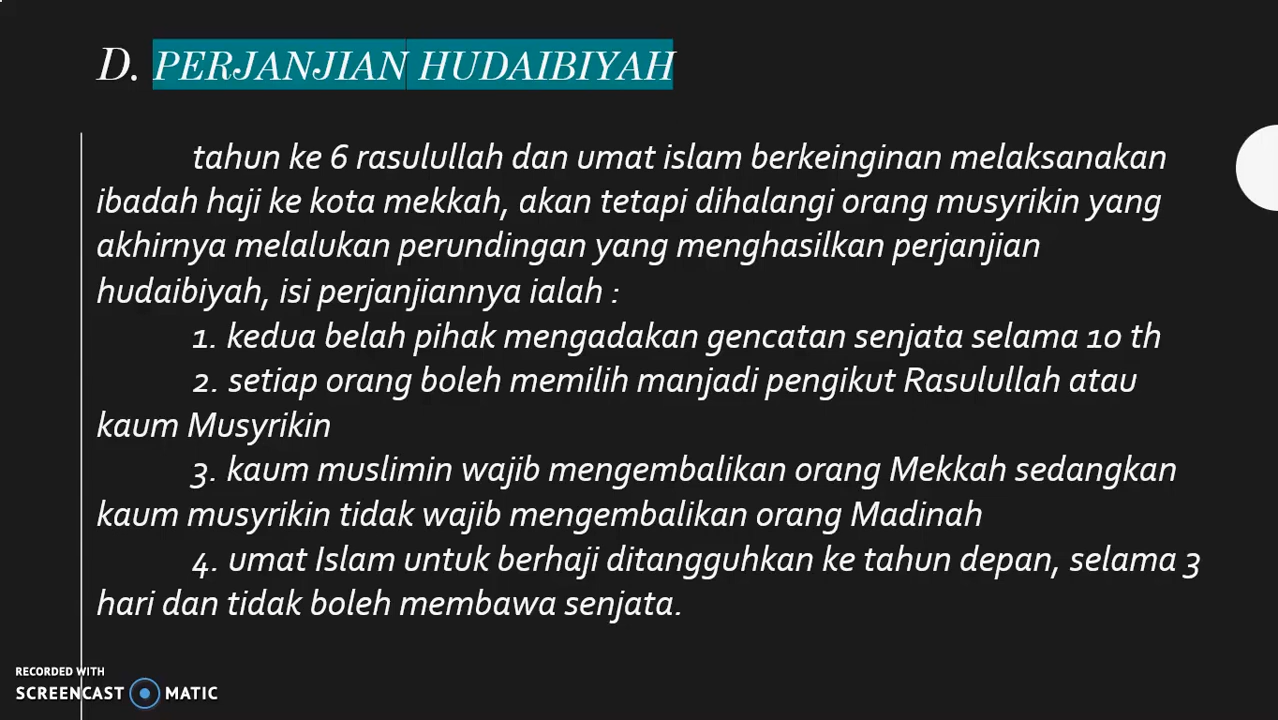 D. PERJANJIAN HUDAIBIYAH
tahun ke 6 rasulullah dan umat islam berkeinginan melaksanakan
ibadah haji ke kota mekkah, akan tetapi dihalangi orang musyrikin yang
akhirnya melalukan perundingan yang menghasilkan perjanjian
hudaibiyah, isi perjanjiannya ialah :
1. kedua belah pihak mengadakan gencatan senjata selama 10 th
2. setiap orang boleh memilih manjadi pengikut Rasulullah atau
kaum Musyrikin
3. kaum muslimin wajib mengembalikan orang Mekkah sedangkan
kaum musyrikin tidak wajib mengembalikan orang Madinah
4. umat Islam untuk berhaji ditangguhkan ke tahun depan, selama 3
hari dan tidak boleh membawa senjata.
RECORDED WITH
SCREENCAST MATIC